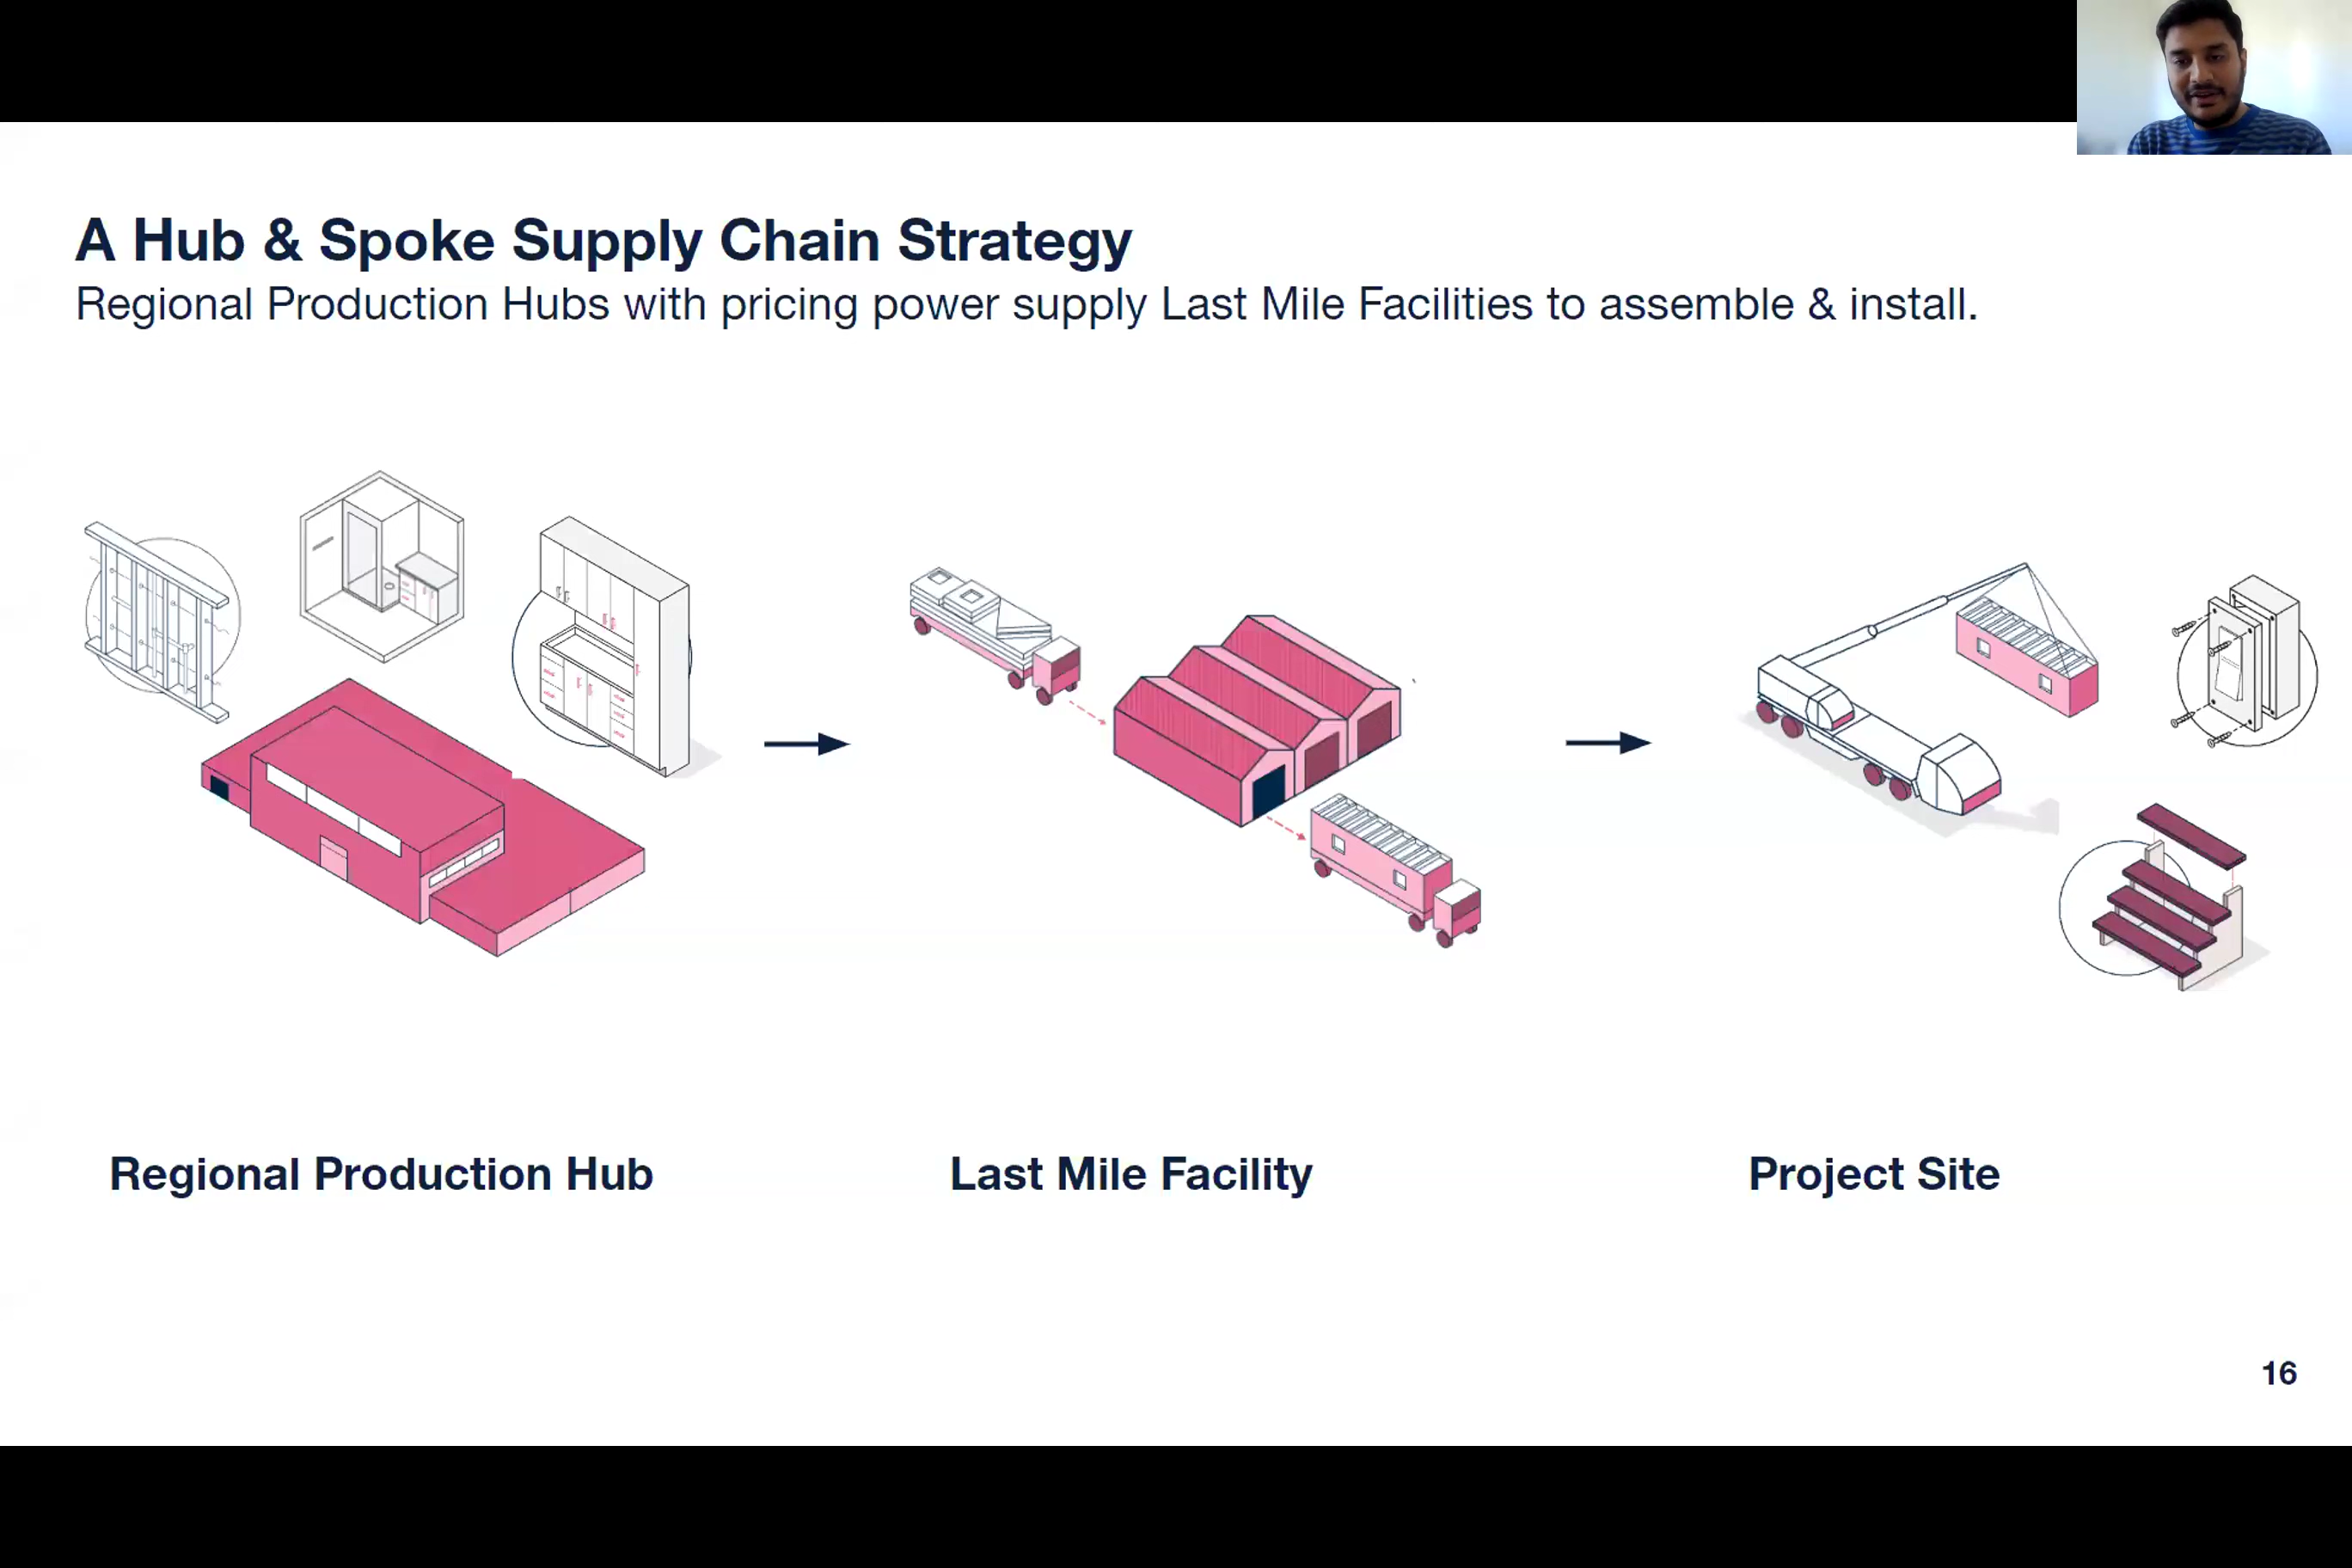 A Hub & Spoke Supply Chain Strategy
Regional Production Hubs with pricing power supply Last Mile Facilities to assemble & install.
Regional Production Hub
Last Mile Facility
Project Site
16